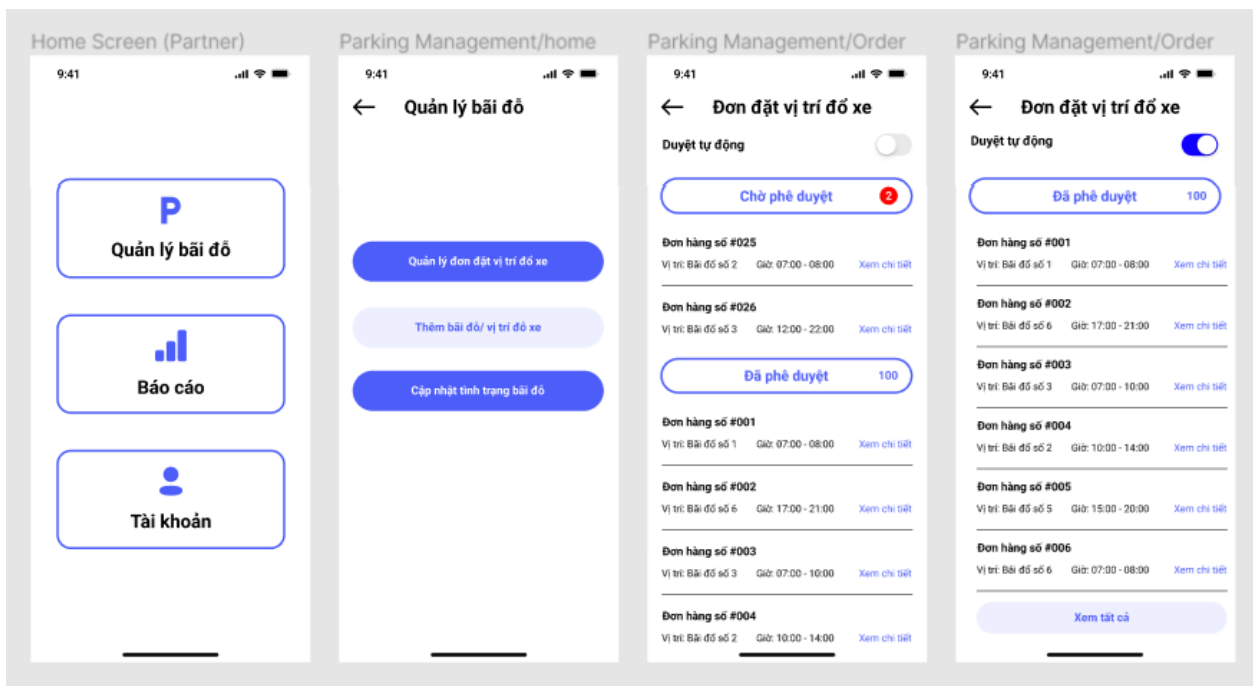 Home Screen (Partner)
9:41
P
Quản lý bãi đỗ
Báo cáo
Tài khoản
Parking Management/home
9:41
Quản lý bãi đỗ
Quản lý đơn đặt vị trí đỗ xe
Thêm bãi đỗ/ vị trí đỗ xe
Cập nhật tình trạng bãi đỗ
Parking Management/Order
9:41
Đơn đặt vị trí đổ xe
Duyệt tự động
Chờ phê duyệt 2
Đơn hàng số #025
Vị trí: Bãi đố số 2 Giờ: 07:00 - 08:00 Xem chi tiết
Đơn hàng số #026
Vị trí: Bãi đố số 3 Giờ: 12:00 - 22:00 Xem chi tiết
Đã phê duyệt 100
Đơn hàng số #001
Vị trí: Bãi đố số 1 Giờ: 07:00 - 08:00 Xem chi tiết
Đơn hàng số #002
Vị trí: Bãi đố số 6 Giờ: 17:00 - 21:00 Xem chi tiết
Đơn hàng số #003
Vị trí: Bãi đố số 3 Giờ: 07:00 - 10:00 Xem chi tiết
Đơn hàng số #004
Vị trí: Bãi đố số 2 Giờ: 10:00 - 14:00 Xem chi tiết
Parking Management/Order
9:41
Đơn đặt vị trí đổ xe
Duyệt tự động
Đã phê duyệt 100
Đơn hàng số #001
Vị trí: Bãi đố số 1 Giờ: 07:00 - 08:00 Xem chi tiết
Đơn hàng số #002
Vị trí: Bãi đố số 6 Giờ: 17:00 - 21:00 Xem chi tiết
Đơn hàng số #003
Vị trí: Bãi đố số 3 Giờ: 07:00 - 10:00 Xem chi tiết
Đơn hàng số #004
Vị trí: Bãi đố số 2 Giờ: 10:00 - 14:00 Xem chi tiết
Đơn hàng số #005
Vị trí: Bãi đố số 5 Giờ: 15:00 - 20:00 Xem chi tiết
Đơn hàng số #006
Vị trí: Bãi đố số 6 Giờ: 07:00 - 08:00 Xem chi tiết
Xem tất cả